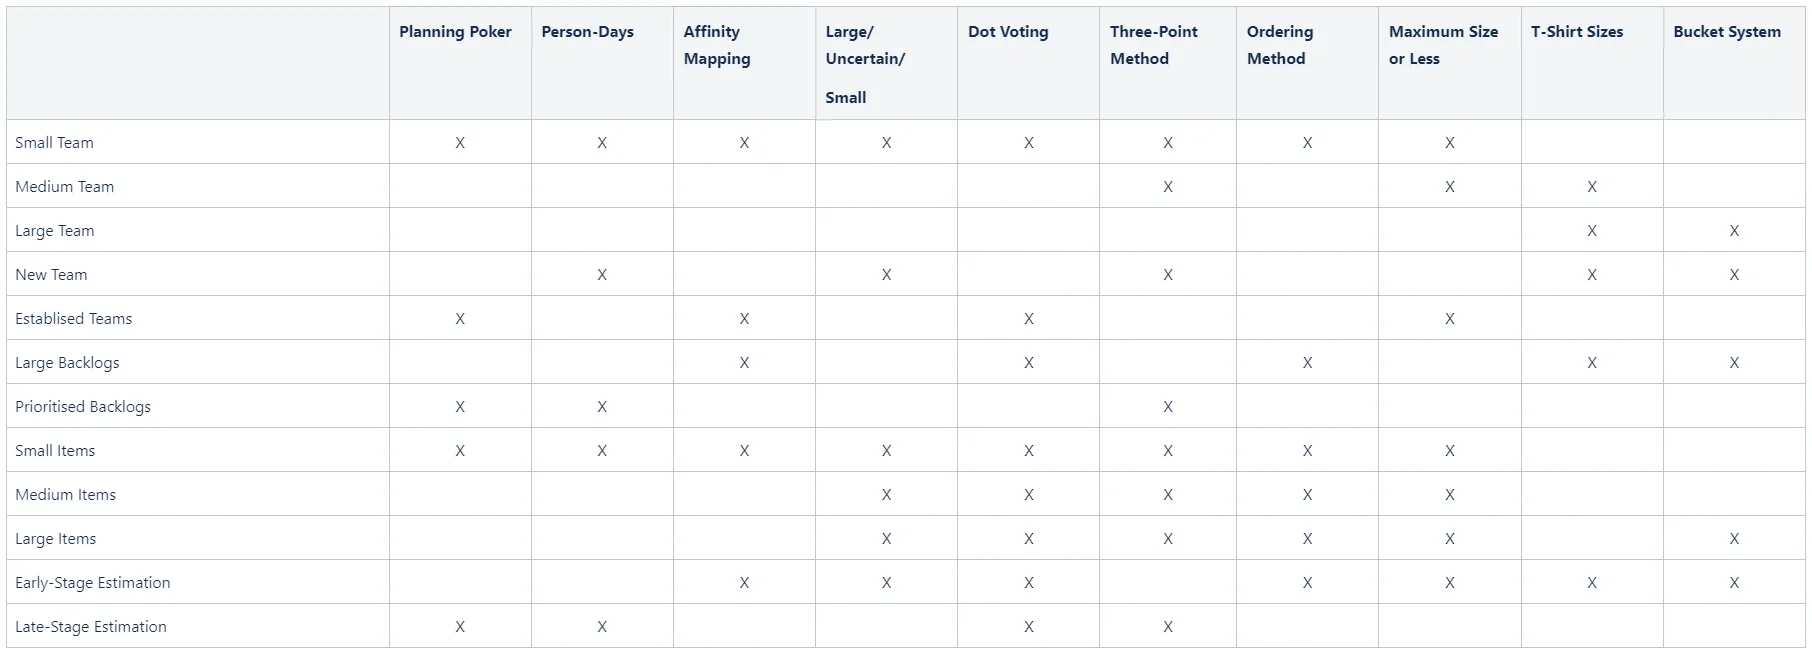 Planning Poker Person-Days Affinity Mapping Large/ Uncertain/ Small Dot Voting Three-Point Method Ordering Method Maximum Size or Less T-Shirt Sizes Bucket System
Small Team X X X X X X X X
Medium Team X X X
Large Team X X
New Team X X X X X
Establised Teams X X X X
Large Backlogs X X X X X
Prioritised Backlogs X X X
Small Items X X X X X X X X
Medium Items X X X X X
Large Items X X X X X X
Early-Stage Estimation X X X X X X X
Late-Stage Estimation X X X X